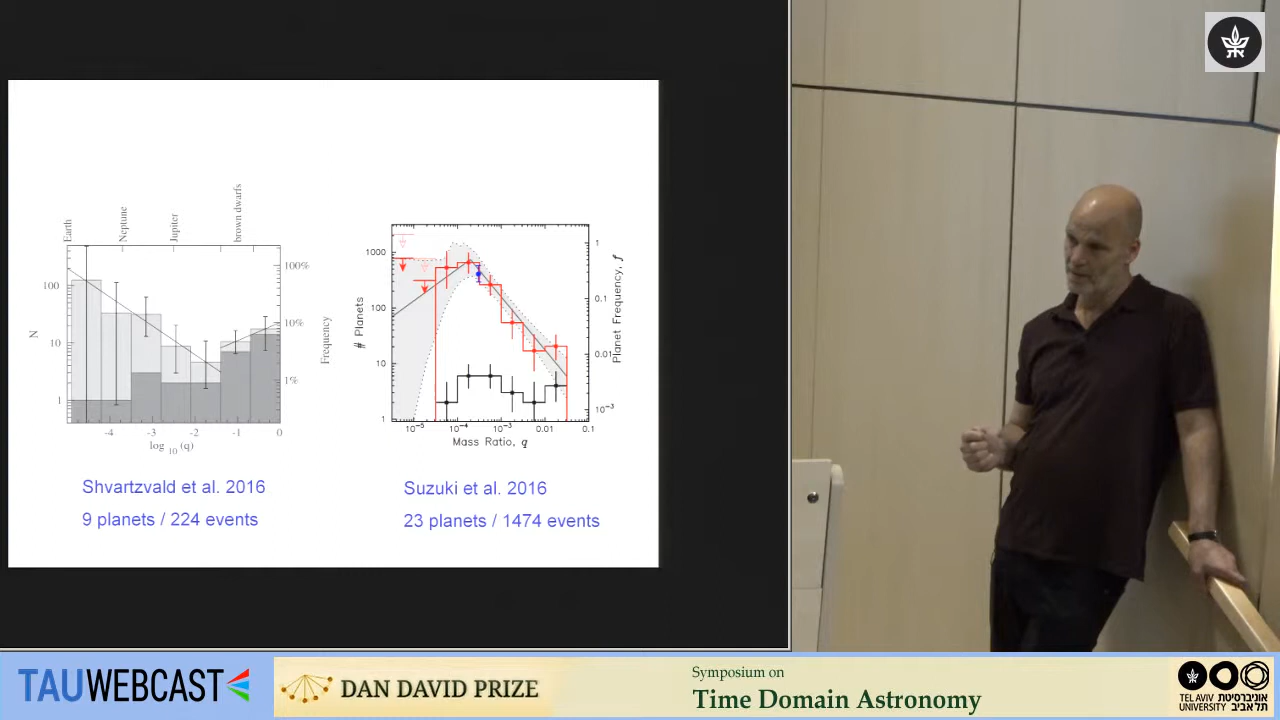 Earth
Neptune
Jupiter
brown dwarfs
100%
10%
1%
100
10
1
N
Frequency
-4
-3
-2
-1
0
log 10 (q)
Shvartzvald et al. 2016
9 planets / 224 events
1000
100
10
1
# Planets
1
0.1
0.01
10⁻³
Planet Frequency, f
10⁻⁵
10⁻⁴
10⁻³
0.01
0.1
Mass Ratio, q
Suzuki et al. 2016
23 planets / 1474 events
TAUWEBCAST
DAN DAVID PRIZE
Symposium on
Time Domain Astronomy
TEL AVIV אוניברסיטת
UNIVERSITY תל אביב